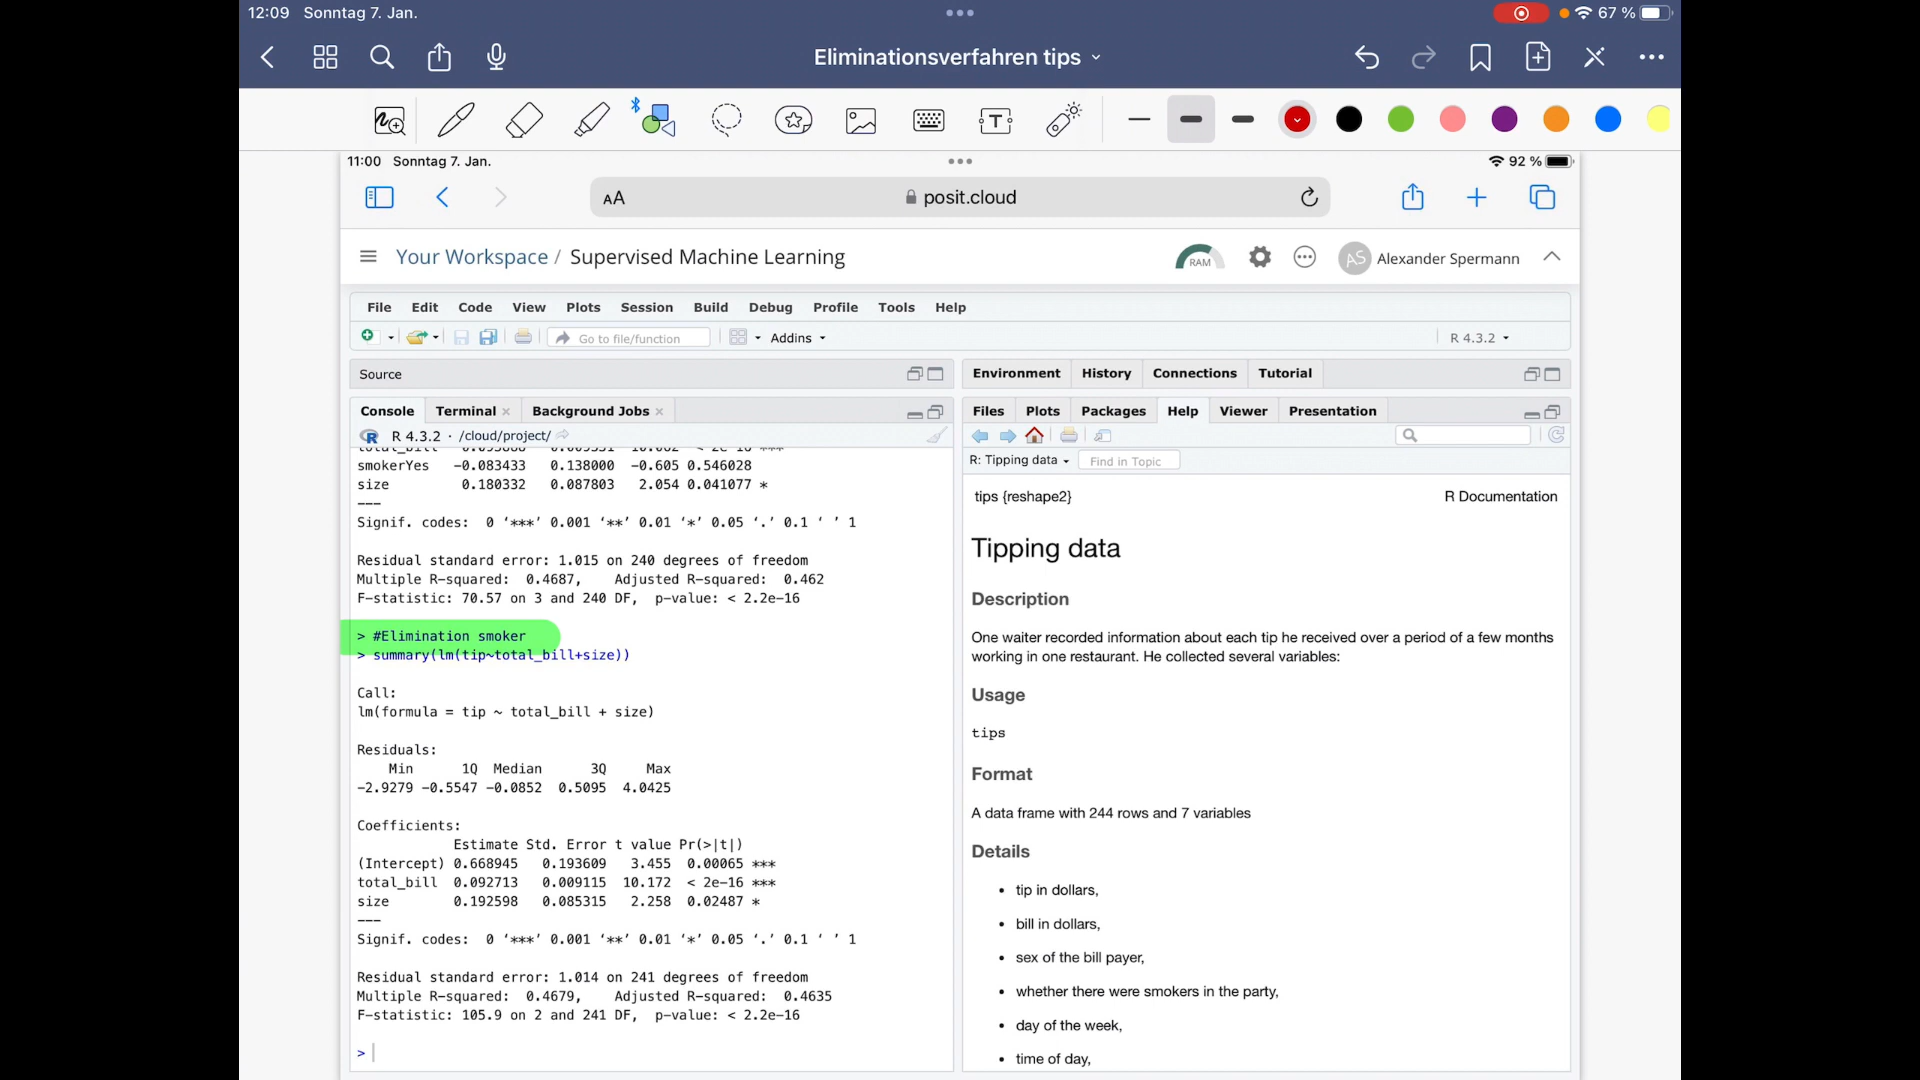 12:09 Sonntag 7. Jan.
67 %
Eliminationsverfahren tips
11:00 Sonntag 7. Jan.
92 %
AA
posit.cloud
Your Workspace / Supervised Machine Learning
RAM
AS
Alexander Spermann
File Edit Code View Plots Session Build Debug Profile Tools Help
Go to file/function
Addins
R 4.3.2
Source
Console
Terminal
Background Jobs
R 4.3.2 · /cloud/project/
smokerYes -0.083433 0.138000 -0.605 0.546028
size 0.180332 0.087803 2.054 0.041077 *
---
Signif. codes: 0 ‘***’ 0.001 ‘**’ 0.01 ‘*’ 0.05 ‘.’ 0.1 ‘ ’ 1
Residual standard error: 1.015 on 240 degrees of freedom
Multiple R-squared: 0.4687, Adjusted R-squared: 0.462
F-statistic: 70.57 on 3 and 240 DF, p-value: < 2.2e-16
> #Elimination smoker
> summary(lm(tip~total_bill+size))
Call:
lm(formula = tip ~ total_bill + size)
Residuals:
Min 1Q Median 3Q Max
-2.9279 -0.5547 -0.0852 0.5095 4.0425
Coefficients:
Estimate Std. Error t value Pr(>|t|)
(Intercept) 0.668945 0.193609 3.455 0.00065 ***
total_bill 0.092713 0.009115 10.172 < 2e-16 ***
size 0.192598 0.085315 2.258 0.02487 *
---
Signif. codes: 0 ‘***’ 0.001 ‘**’ 0.01 ‘*’ 0.05 ‘.’ 0.1 ‘ ’ 1
Residual standard error: 1.014 on 241 degrees of freedom
Multiple R-squared: 0.4679, Adjusted R-squared: 0.4635
F-statistic: 105.9 on 2 and 241 DF, p-value: < 2.2e-16
>
Environment History Connections Tutorial
Files Plots Packages Help Viewer Presentation
R: Tipping data
Find in Topic
tips {reshape2}
R Documentation
Tipping data
Description
One waiter recorded information about each tip he received over a period of a few months
working in one restaurant. He collected several variables:
Usage
tips
Format
A data frame with 244 rows and 7 variables
Details
• tip in dollars,
• bill in dollars,
• sex of the bill payer,
• whether there were smokers in the party,
• day of the week,
• time of day,